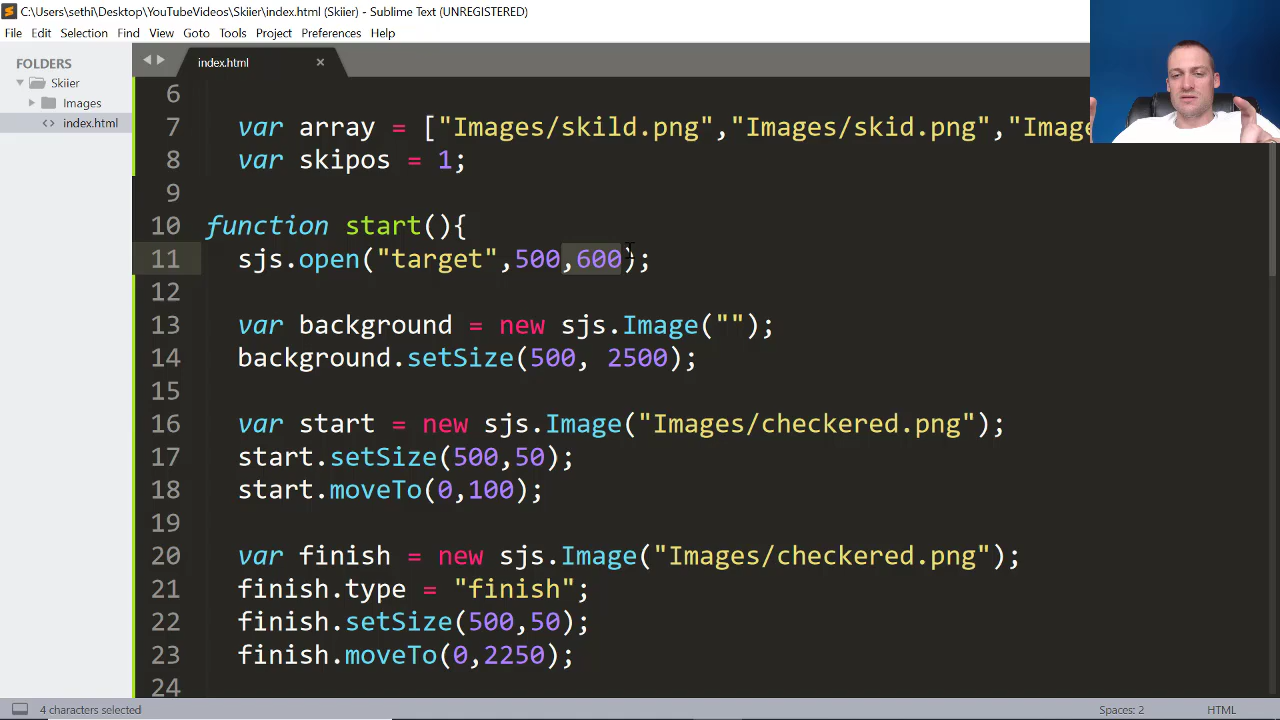 C:\Users\sethi\Desktop\YouTubeVideos\Skiier\index.html (Skiier) - Sublime Text (UNREGISTERED)
File Edit Selection Find View Goto Tools Project Preferences Help
FOLDERS
Skiier
Images
index.html
index.html ×
6
7 var array = ["Images/skild.png","Images/skid.png","Imag
8 var skipos = 1;
9
10 function start(){
11 sjs.open("target",500,600);
12
13 var background = new sjs.Image("");
14 background.setSize(500, 2500);
15
16 var start = new sjs.Image("Images/checkered.png");
17 start.setSize(500,50);
18 start.moveTo(0,100);
19
20 var finish = new sjs.Image("Images/checkered.png");
21 finish.type = "finish";
22 finish.setSize(500,50);
23 finish.moveTo(0,2250);
24
4 characters selected Spaces: 2 HTML